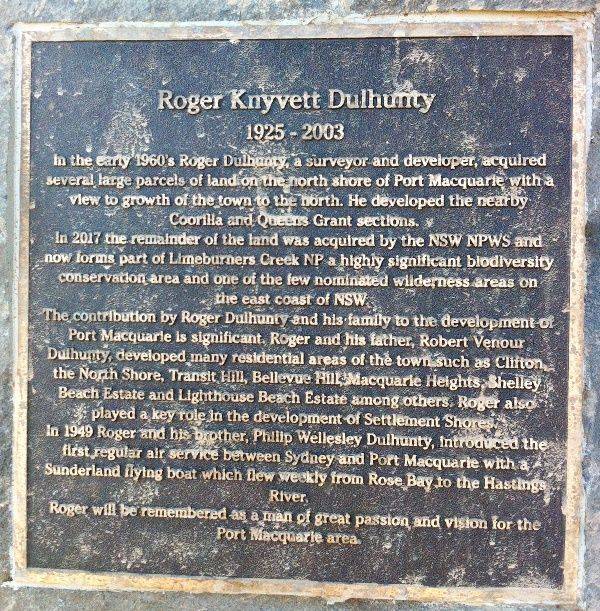 Roger Knyvett Dulhunty
1925 - 2003
In the early 1960's Roger Dulhunty, a surveyor and developer, acquired
several large parcels of land on the north shore of Port Macquarie with a
view to growth of the town to the north. He developed the nearby
Coorilla and Queens Grant sections.
In 2017 the remainder of the land was acquired by the NSW NPWS and
now forms part of Limeburners Creek NP a highly significant biodiversity
conservation area and one of the few nominated wilderness areas on
the east coast of NSW.
The contribution by Roger Dulhunty and his family to the development of
Port Macquarie is significant. Roger and his father, Robert Venour
Dulhunty, developed many residential areas of the town such as Clifton,
the North Shore, Transit Hill, Bellevue Hill, Macquarie Heights, Shelley
Beach Estate and Lighthouse Beach Estate among others. Roger also
played a key role in the development of Settlement Shores.
In 1949 Roger and his brother, Philip Wellesley Dulhunty, introduced the
first regular air service between Sydney and Port Macquarie with a
Sunderland flying boat which flew weekly from Rose Bay to the Hastings
River.
Roger will be remembered as a man of great passion and vision for the
Port Macquarie area.